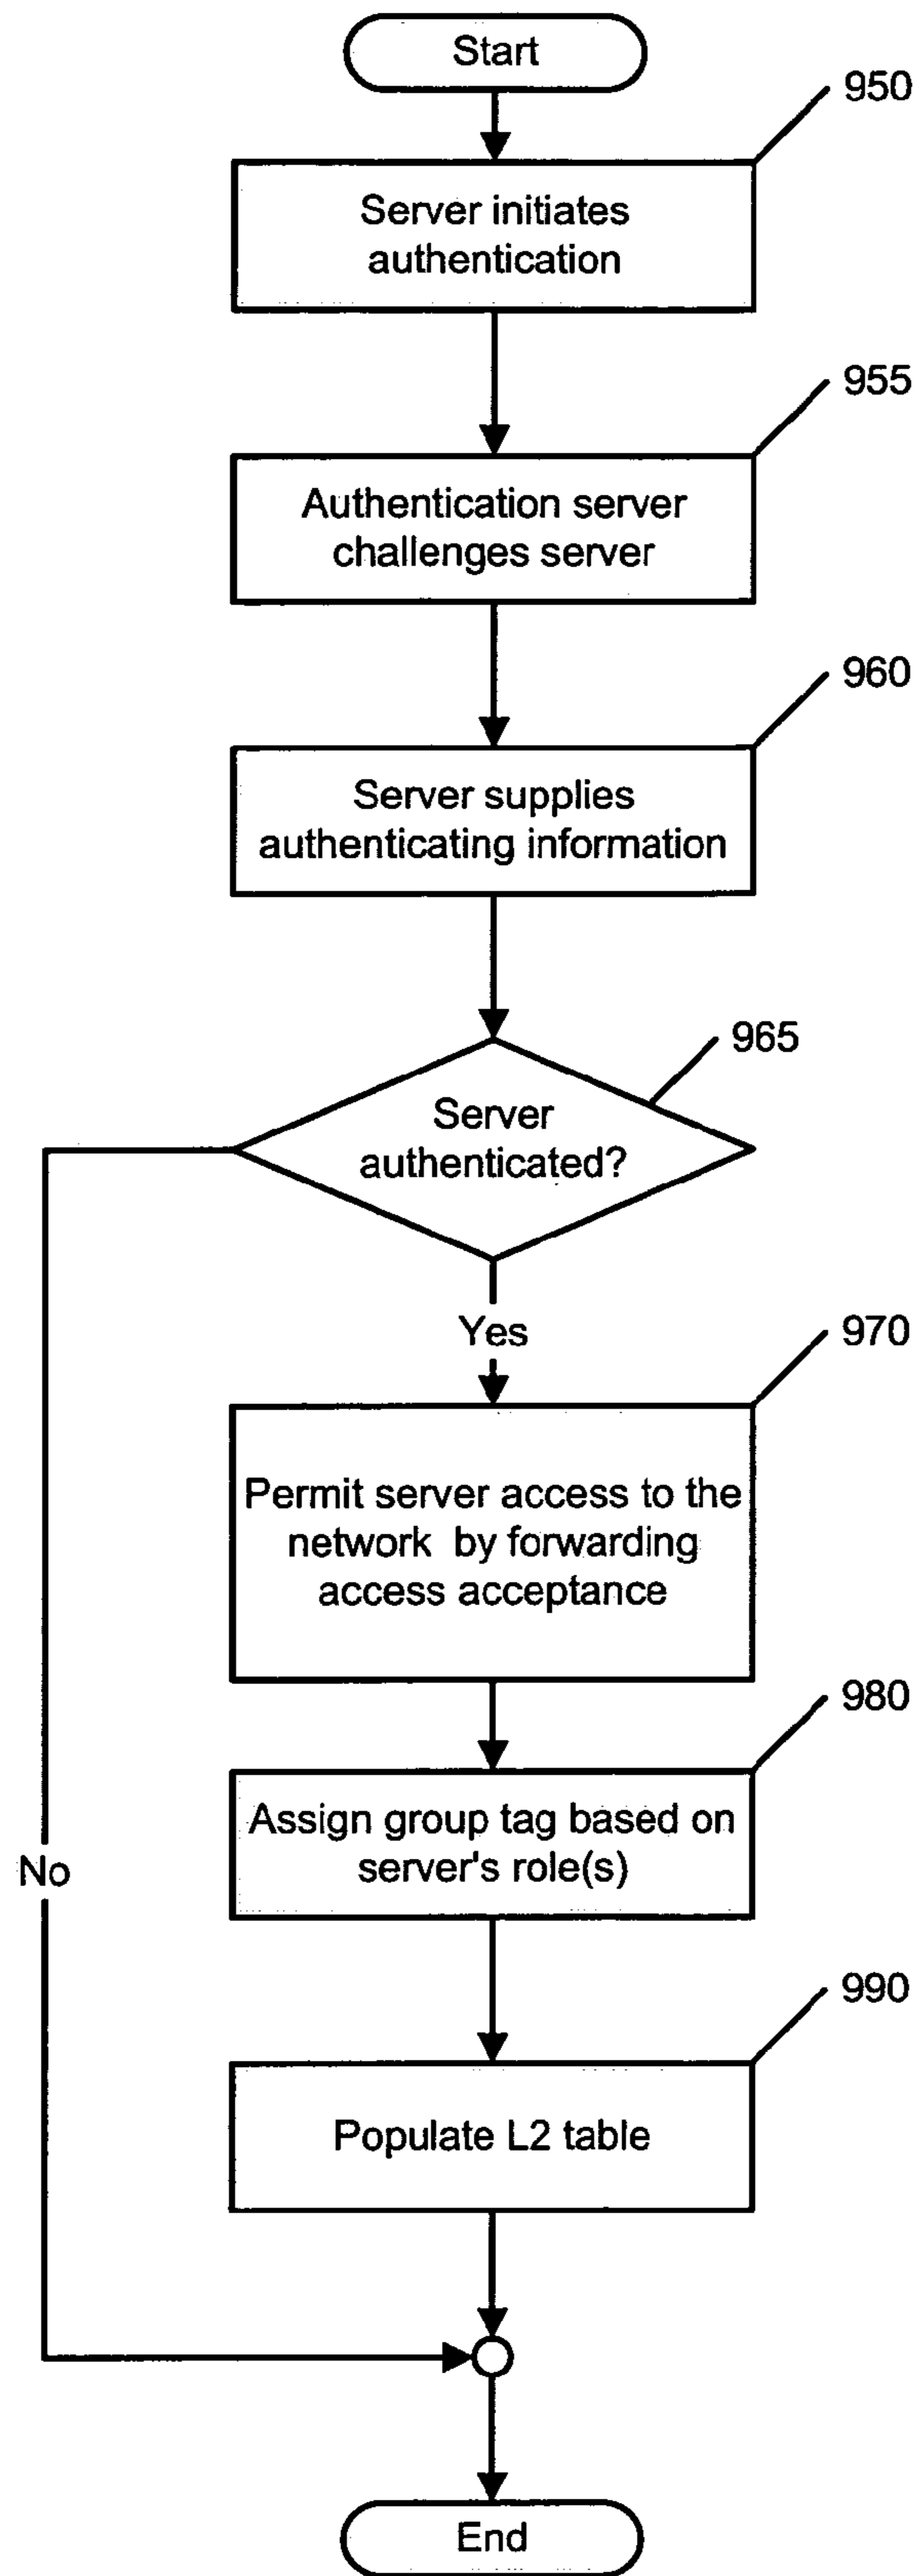 Start
950
Server initiates
authentication
955
Authentication server
challenges server
960
Server supplies
authenticating information
965
Server
authenticated?
Yes
970
Permit server access to the
network by forwarding
access acceptance
980
Assign group tag based on
server's role(s)
No
990
Populate L2 table
End